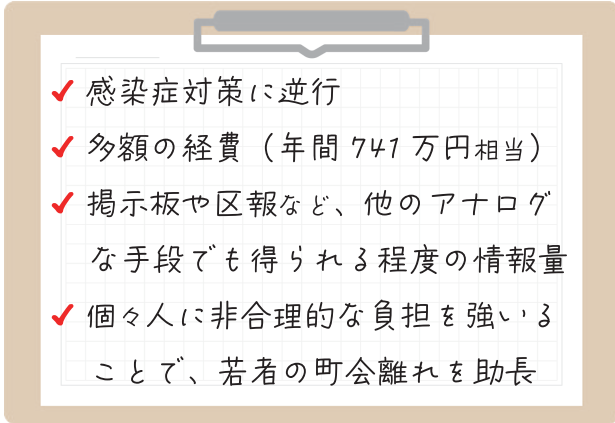 感染症対策に逆行
多額の経費（年間741万円相当）
掲示板や区報など、他のアナログ
な手段でも得られる程度の情報量
個々人に非合理的な負担を強いる
ことで、若者の町会離れを助長